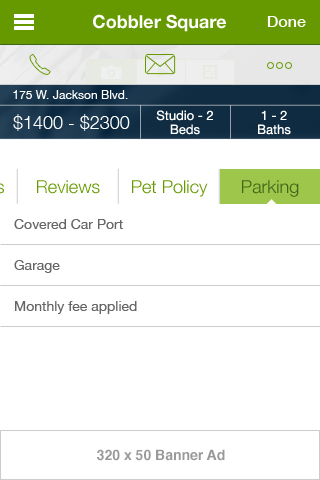 Cobbler Square
Done
175 W. Jackson Blvd.
$1400 - $2300
Studio - 2
Beds
1 - 2
Baths
s
Reviews
Pet Policy
Parking
Covered Car Port
Garage
Monthly fee applied
320 x 50 Banner Ad